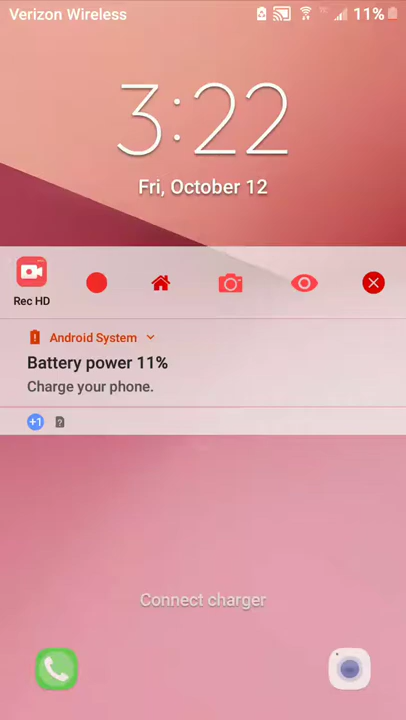 Verizon Wireless 11%
3:22
Fri, October 12
Rec HD
Android System
Battery power 11%
Charge your phone.
+1 ?
Connect charger